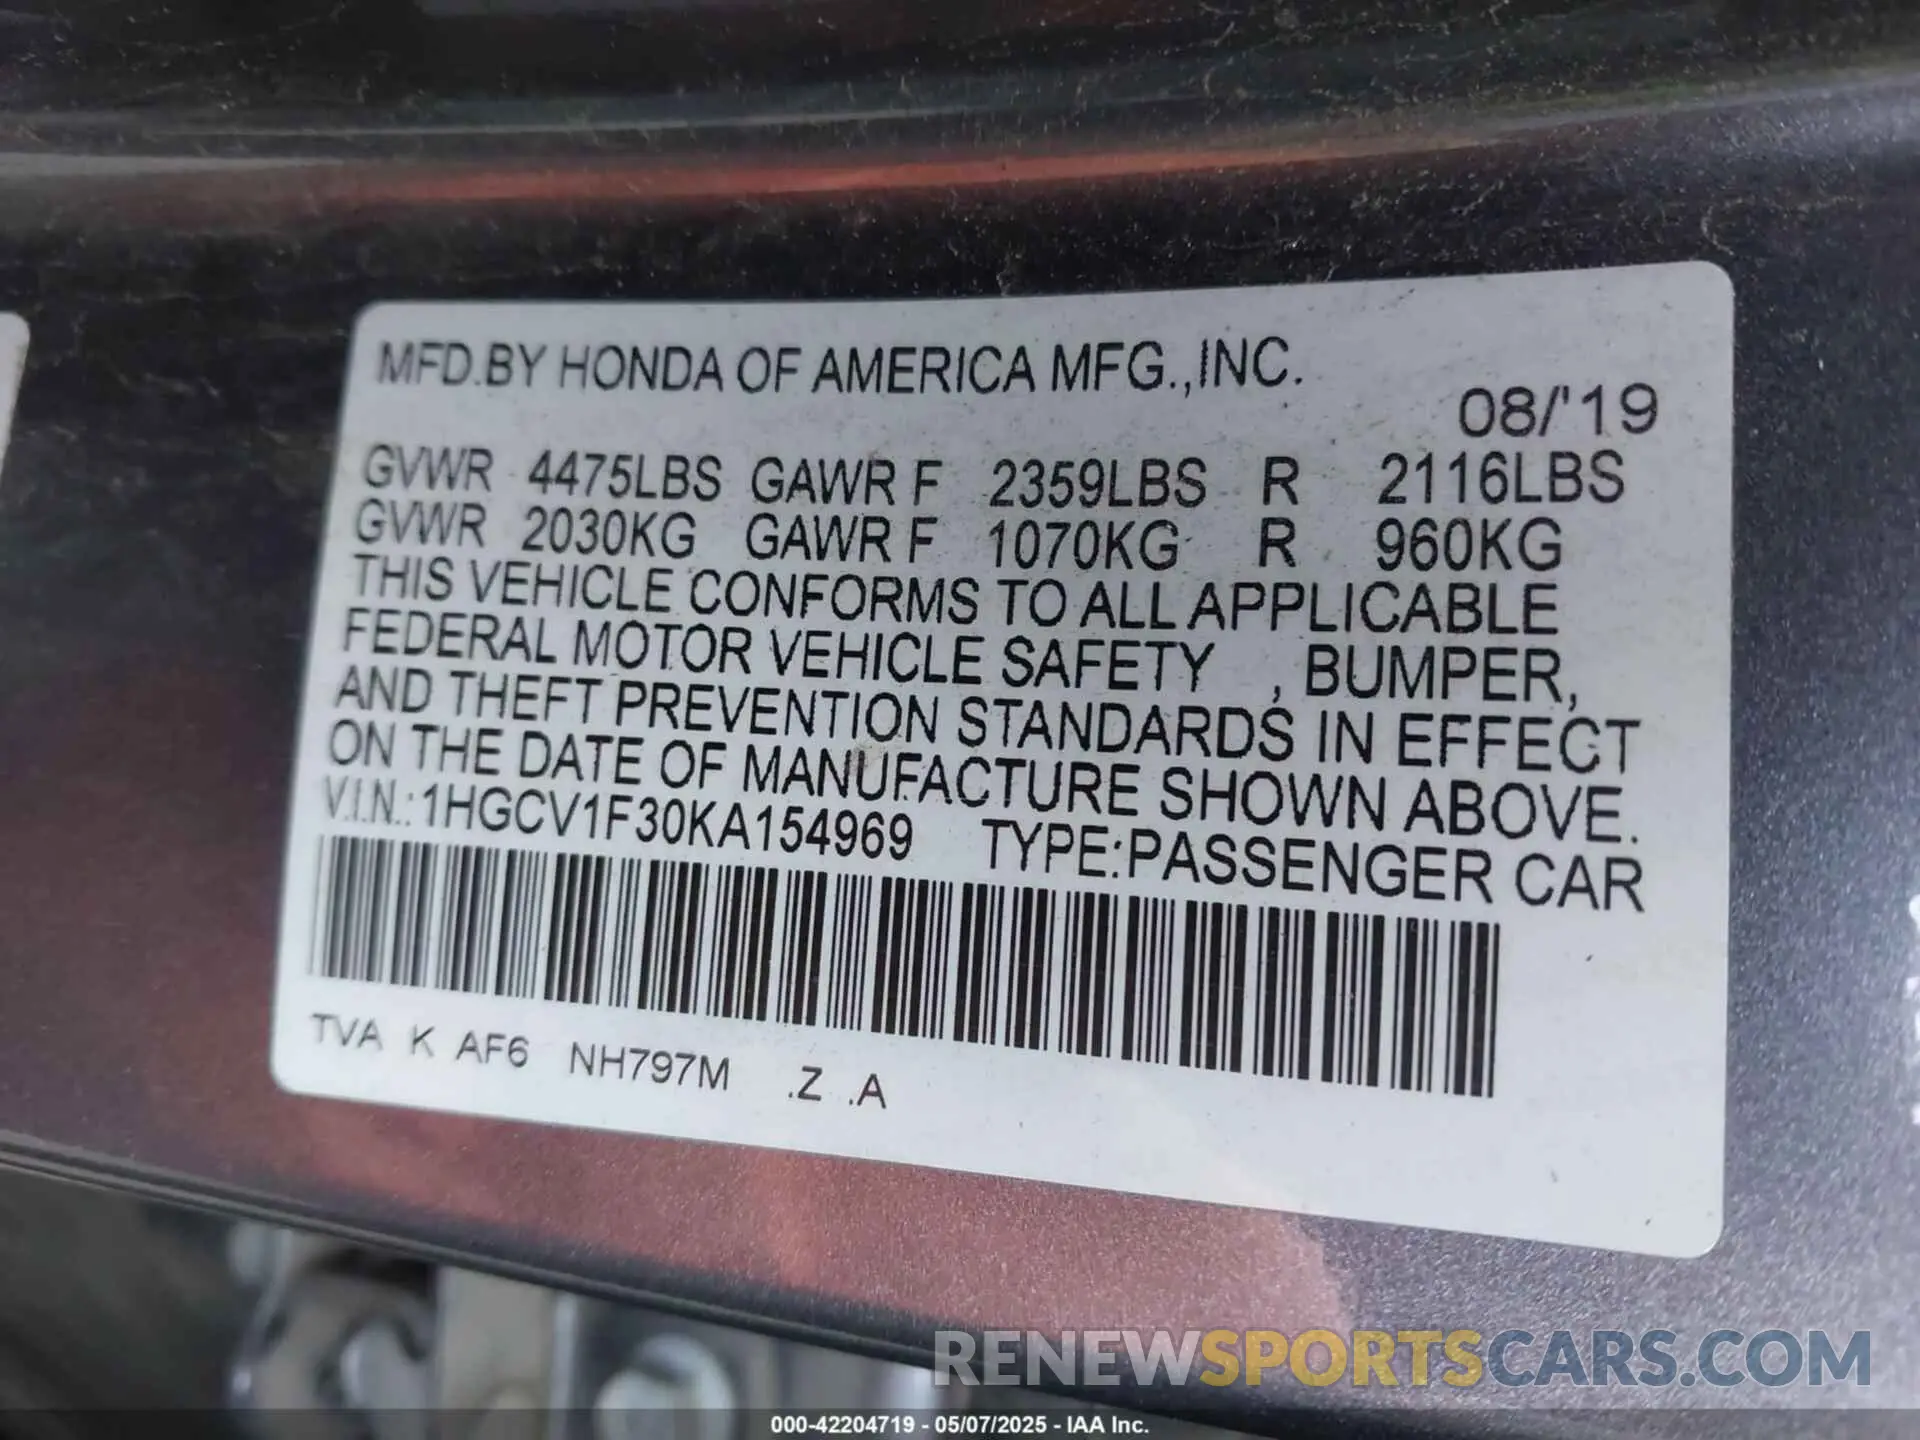 MFD.BY HONDA OF AMERICA MFG.,INC.
08/'19
GVWR 4475LBS GAWR F 2359LBS R 2116LBS
GVWR 2030KG GAWR F 1070KG R 960KG
THIS VEHICLE CONFORMS TO ALL APPLICABLE
FEDERAL MOTOR VEHICLE SAFETY , BUMPER,
AND THEFT PREVENTION STANDARDS IN EFFECT
ON THE DATE OF MANUFACTURE SHOWN ABOVE.
V.I.N.: 1HGCV1F30KA154969 TYPE:PASSENGER CAR
TVA K AF6 NH797M .Z .A
RENEWSPORTSCARS.COM
000-42204719 - 05/07/2025 - IAA Inc.